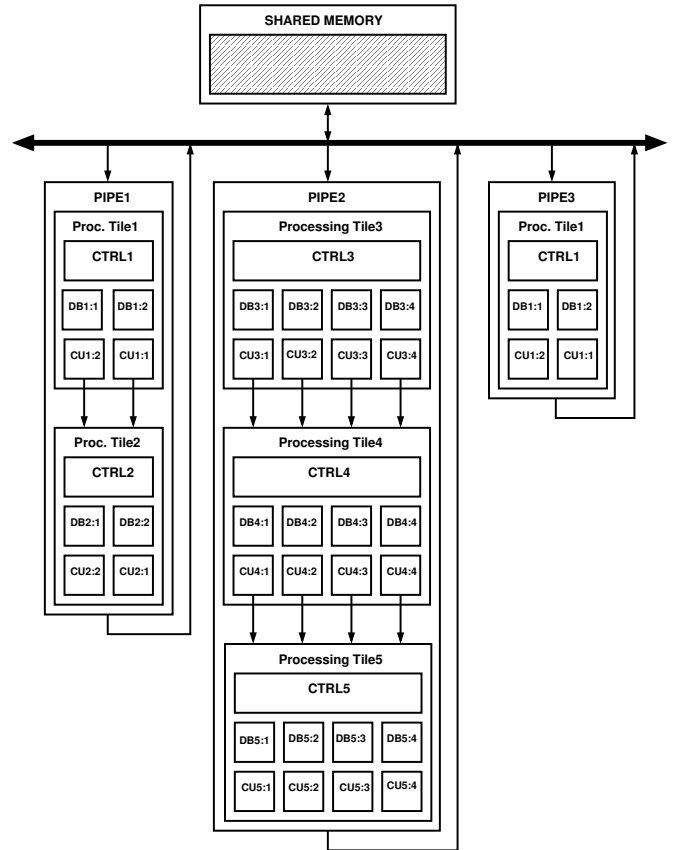 SHARED MEMORY
PIPE1
Proc. Tile1
CTRL1
DB1:1 DB1:2
CU1:2 CU1:1
Proc. Tile2
CTRL2
DB2:1 DB2:2
CU2:2 CU2:1
PIPE2
Processing Tile3
CTRL3
DB3:1 DB3:2 DB3:3 DB3:4
CU3:1 CU3:2 CU3:3 CU3:4
Processing Tile4
CTRL4
DB4:1 DB4:2 DB4:3 DB4:4
CU4:1 CU4:2 CU4:3 CU4:4
Processing Tile5
CTRL5
DB5:1 DB5:2 DB5:3 DB5:4
CU5:1 CU5:2 CU5:3 CU5:4
PIPE3
Proc. Tile1
CTRL1
DB1:1 DB1:2
CU1:2 CU1:1